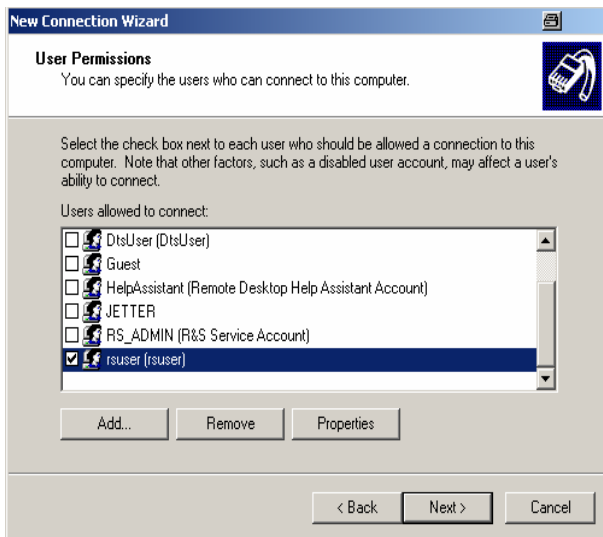 New Connection Wizard
User Permissions
You can specify the users who can connect to this computer.
Select the check box next to each user who should be allowed a connection to this
computer. Note that other factors, such as a disabled user account, may affect a user's
ability to connect.
Users allowed to connect:
DtsUser (DtsUser)
Guest
HelpAssistant (Remote Desktop Help Assistant Account)
JETTER
RS_ADMIN (R&S Service Account)
rsuser (rsuser)
Add...
Remove
Properties
< Back
Next >
Cancel